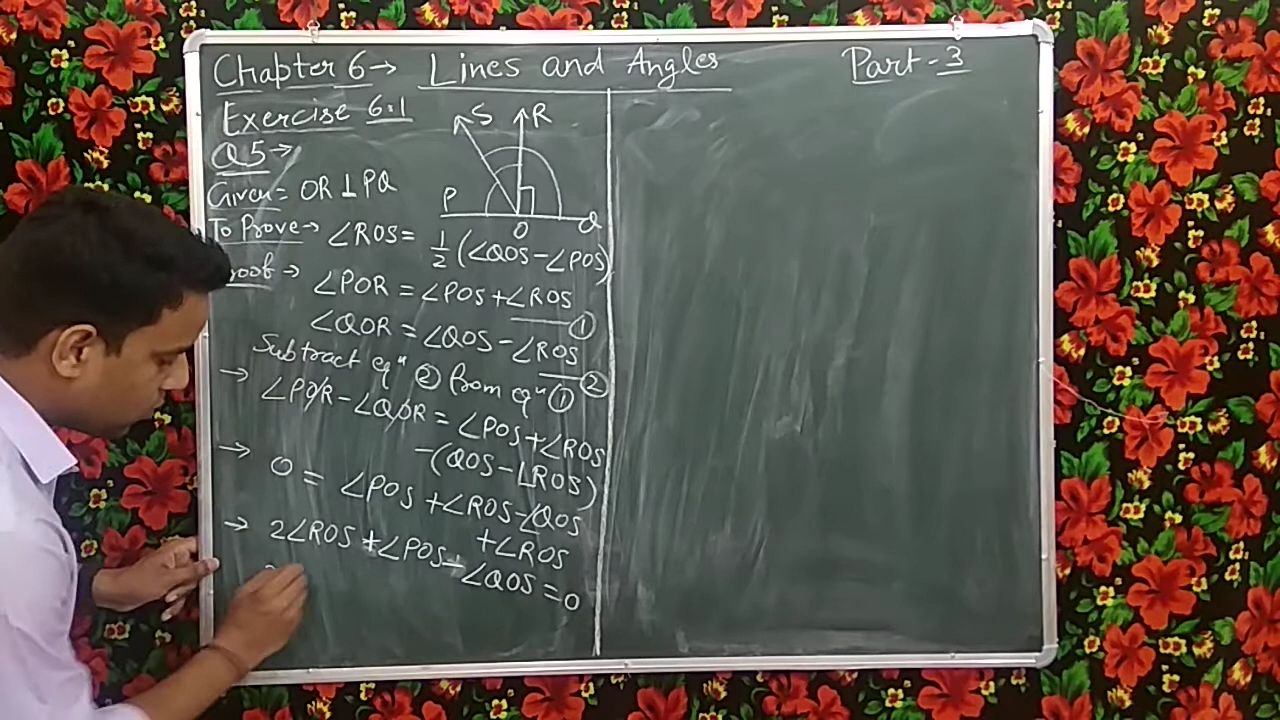 Chapter 6→ Lines and Angles
Part-3
Exercise 6.1
Q5→
S R
P O Q
Given= OR ⊥ PQ
To Prove→ ∠ROS= 1/2 (∠QOS-∠POS)
Proof→ ∠POR = ∠POS+∠ROS ①
∠QOR = ∠QOS-∠ROS ②
Subtract eqⁿ ② from eqⁿ ①
→ ∠POR-∠QOR = ∠POS+∠ROS
-(QOS-∠ROS)
→ 0 = ∠POS+∠ROS-∠QOS
+∠ROS
→ 2∠ROS+∠POS-∠QOS=0